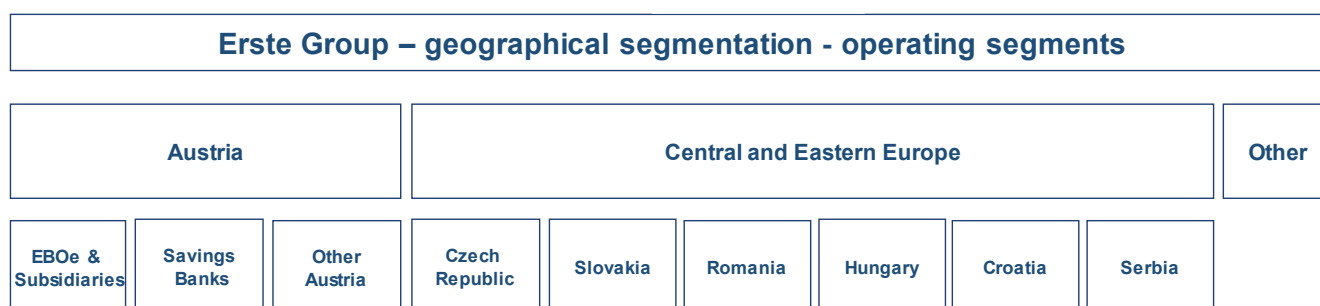 Erste Group – geographical segmentation - operating segments
Austria
Central and Eastern Europe
Other
EBOe &
Subsidiaries
Savings
Banks
Other
Austria
Czech
Republic
Slovakia
Romania
Hungary
Croatia
Serbia